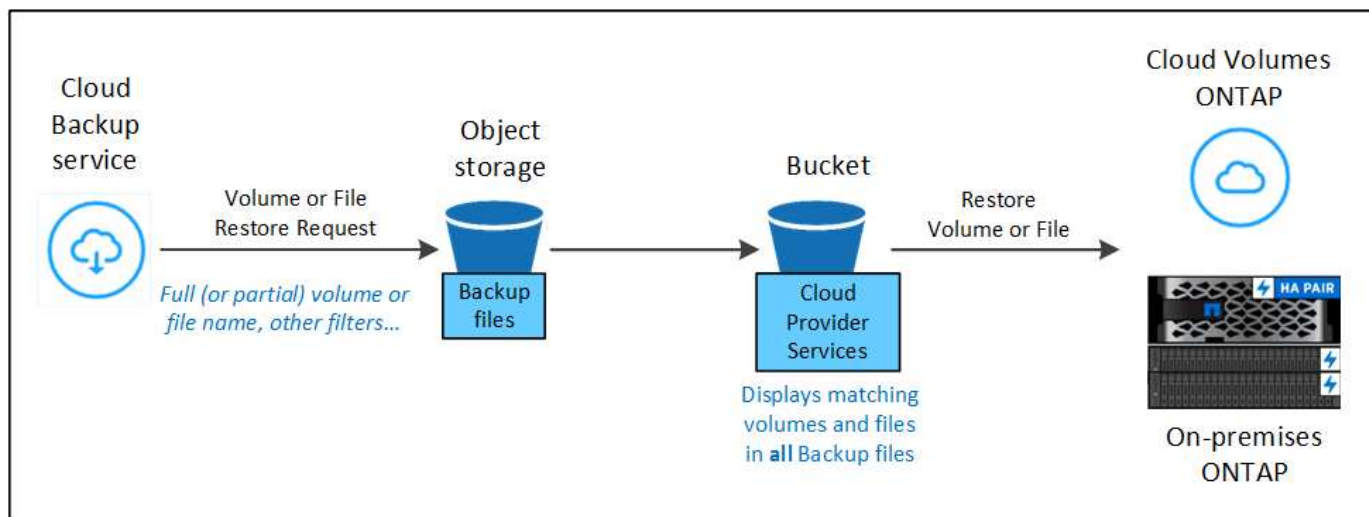 Cloud
Backup
service
Volume or File
Restore Request
Full (or partial) volume or
file name, other filters...
Object
storage
Backup
files
Bucket
Cloud
Provider
Services
Displays matching
volumes and files
in all Backup files
Restore
Volume or File
Cloud Volumes
ONTAP
HA PAIR
On-premises
ONTAP